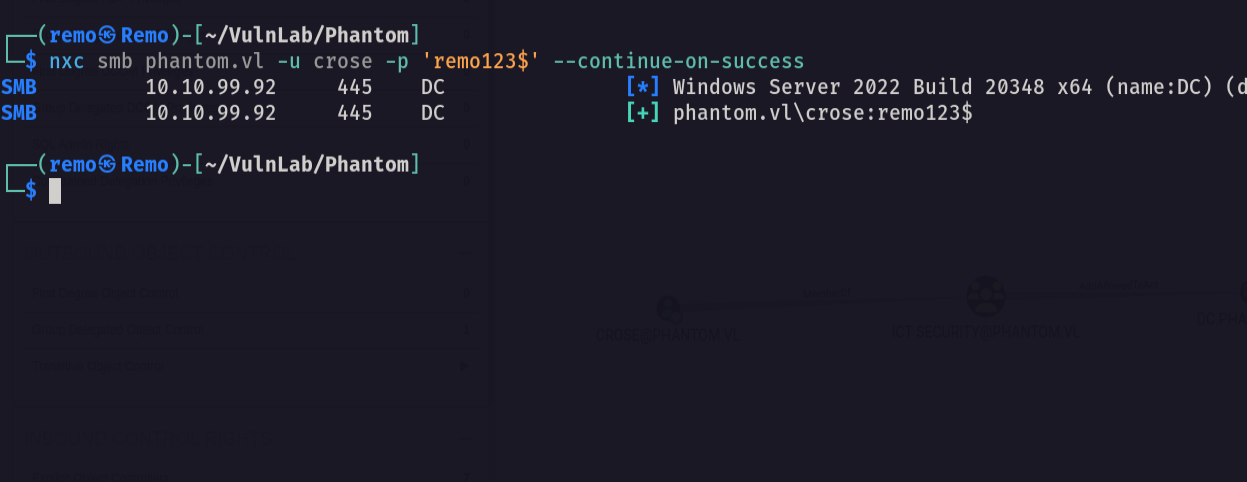 ┌──(remo㉿Remo)-[~/VulnLab/Phantom]
└─$ nxc smb phantom.vl -u crose -p 'remo123$' --continue-on-success
SMB 10.10.99.92 445 DC [*] Windows Server 2022 Build 20348 x64 (name:DC) (d
SMB 10.10.99.92 445 DC [+] phantom.vl\crose:remo123$
┌──(remo㉿Remo)-[~/VulnLab/Phantom]
└─$
CROSE@PHANTOM.VL
ICT SECURITY@PHANTOM.VL